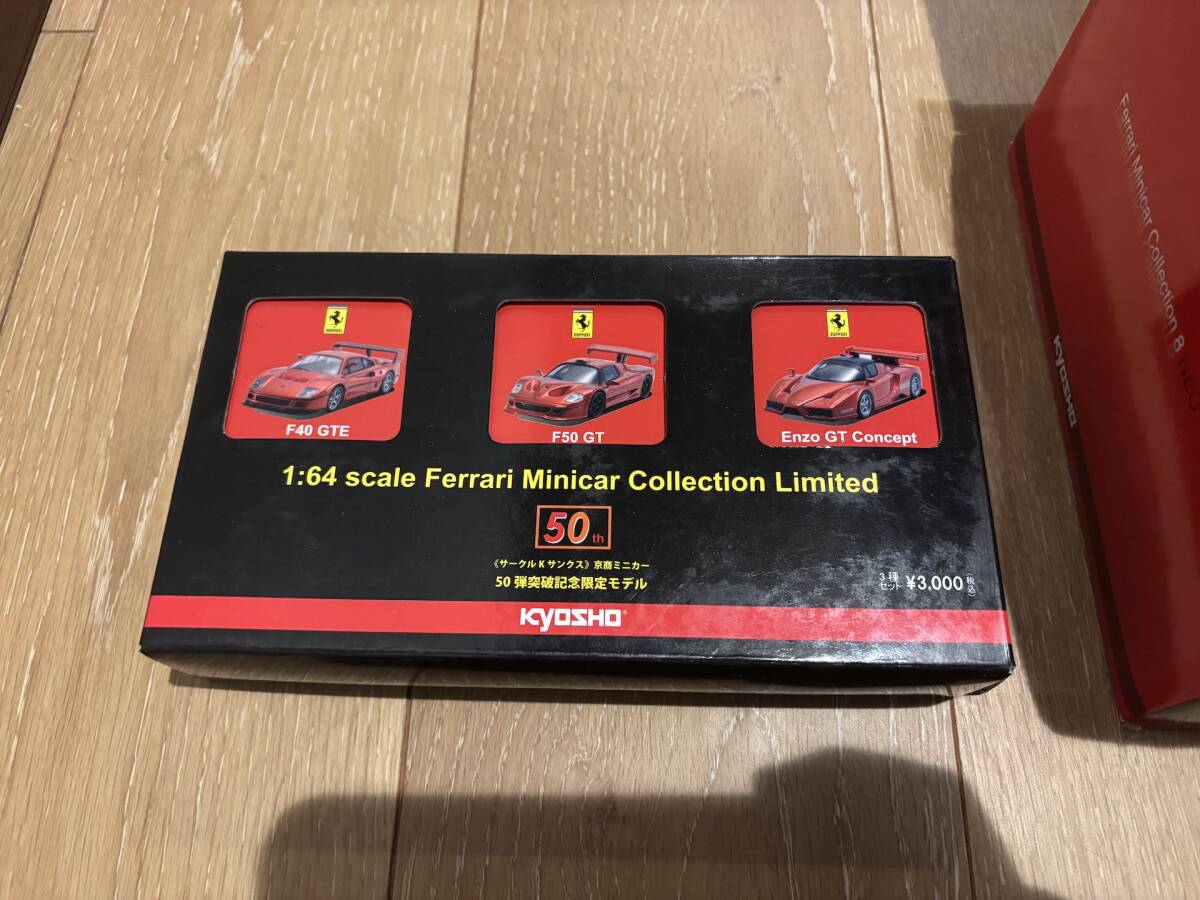 F40 GTE
F50 GT
Enzo GT Concept
1:64 scale Ferrari Minicar Collection Limited
50th
《サークルKサンクス》京商ミニカー
50弾突破記念限定モデル
3種セット ¥3,000(税込)
KYOSHO
Ferrari Minicar Collection 8
KYOSHO